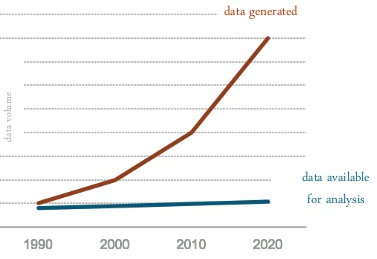 data generated
data volume
data available
for analysis
1990 2000 2010 2020